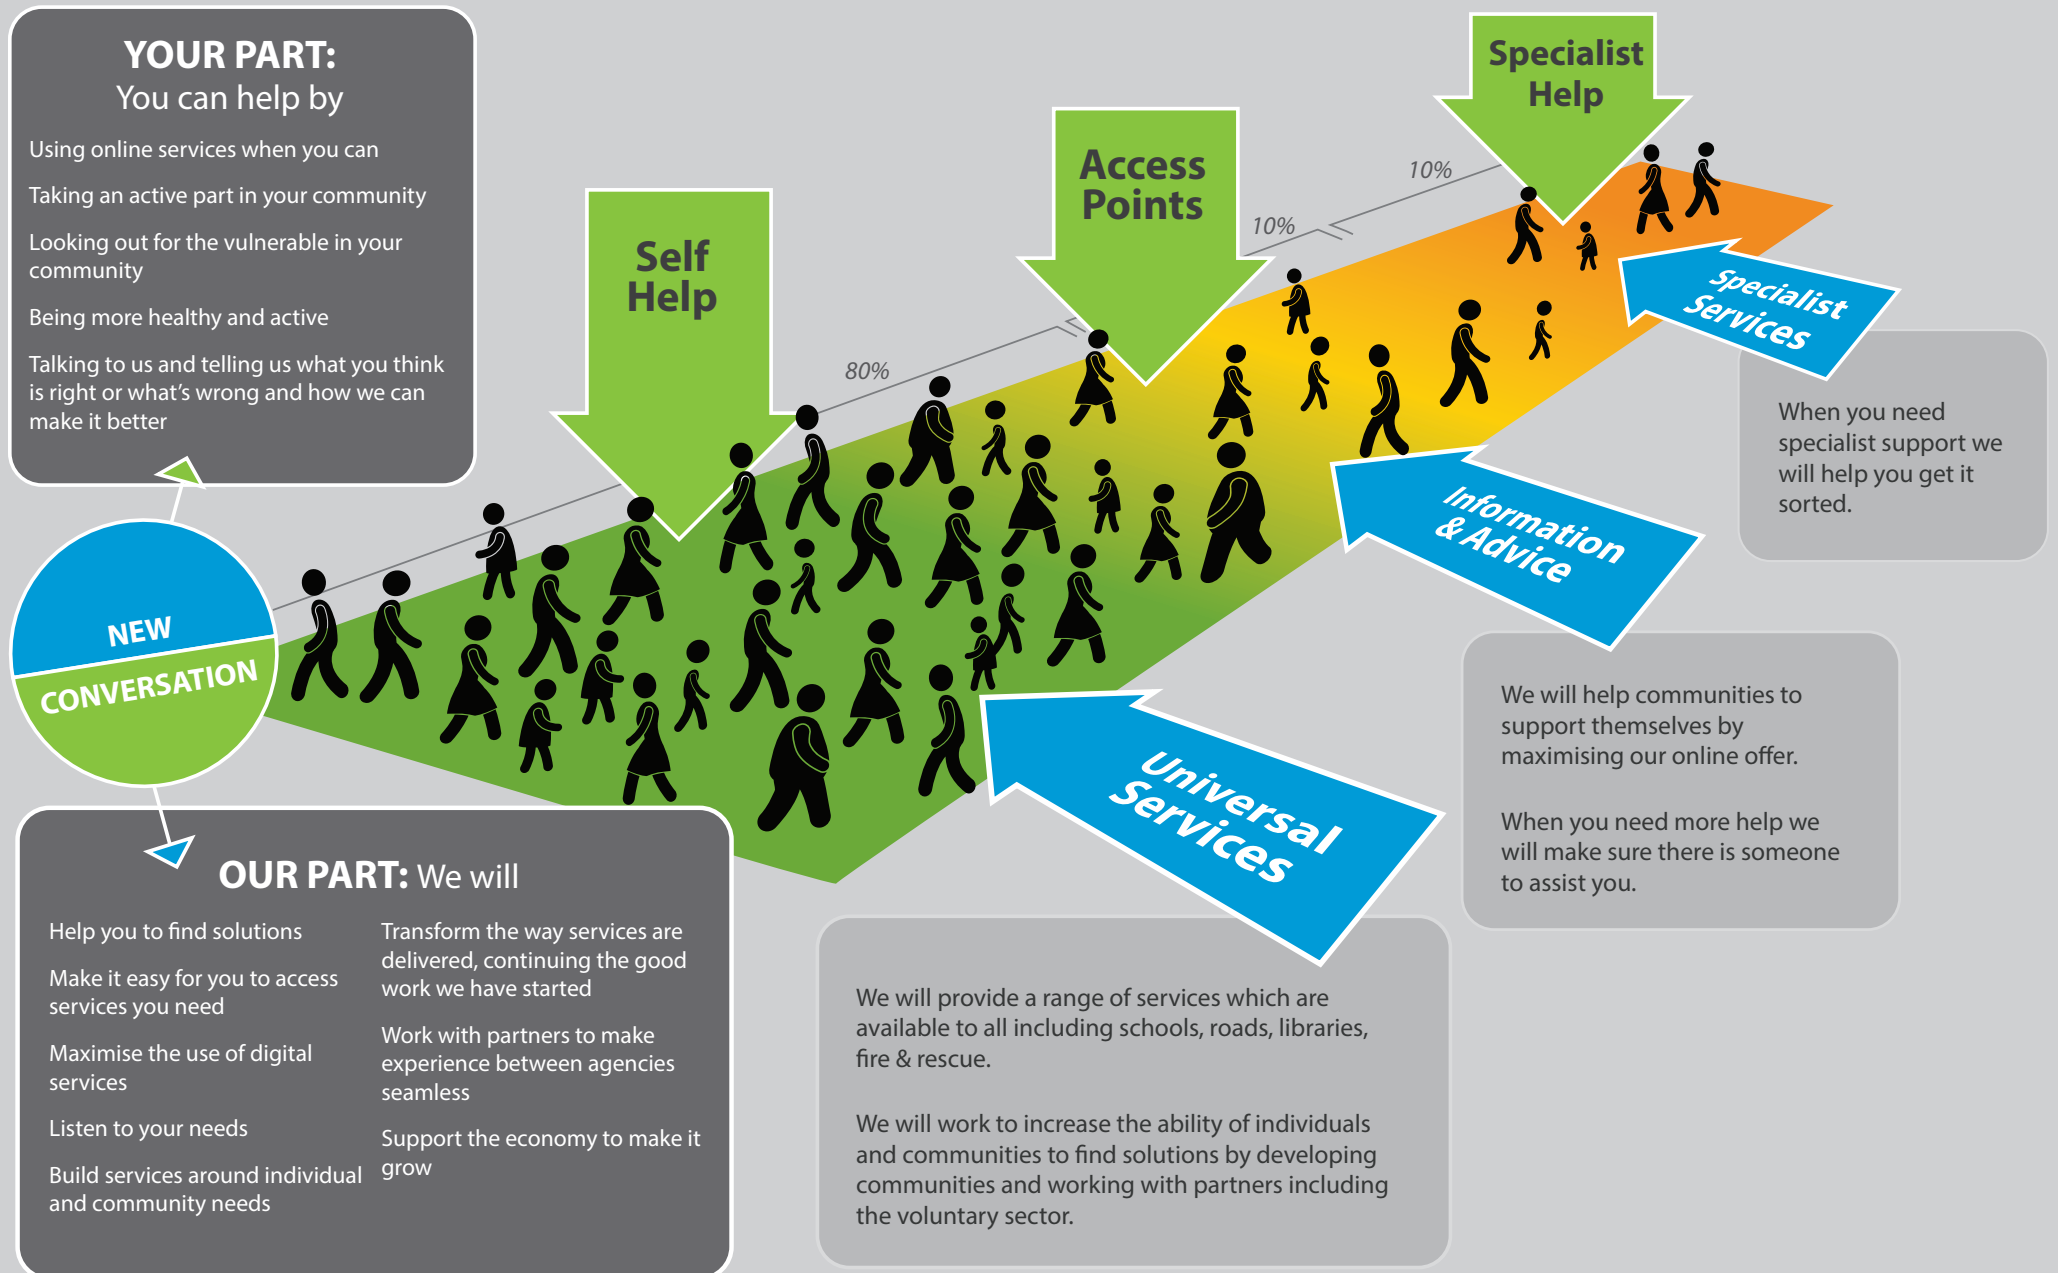 YOUR PART:
You can help by
Using online services when you can
Taking an active part in your community
Looking out for the vulnerable in your
community
Being more healthy and active
Talking to us and telling us what you think
is right or what's wrong and how we can
make it better
NEW
CONVERSATION
OUR PART: We will
Help you to find solutions
Make it easy for you to access
services you need
Maximise the use of digital
services
Listen to your needs
Build services around individual
and community needs
Transform the way services are
delivered, continuing the good
work we have started
Work with partners to make
experience between agencies
seamless
Support the economy to make it
grow
Self
Help
80%
Access
Points
10%
Specialist
Help
10%
Universal
Services
We will provide a range of services which are
available to all including schools, roads, libraries,
fire & rescue.
We will work to increase the ability of individuals
and communities to find solutions by developing
communities and working with partners including
the voluntary sector.
Information
& Advice
We will help communities to
support themselves by
maximising our online offer.
When you need more help we
will make sure there is someone
to assist you.
Specialist
Services
When you need
specialist support we
will help you get it
sorted.